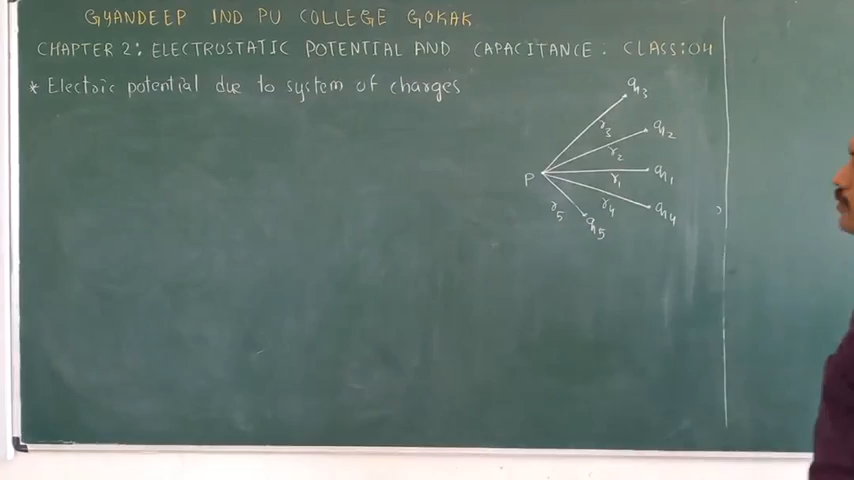 GYANDEEP IND PU COLLEGE GOKAK
CHAPTER 2: ELECTROSTATIC POTENTIAL AND CAPACITANCE: CLASS:04
* Electric potential due to system of charges
q3
r3
q2
r2
P
q1
r1
q4
r4
r5
q5